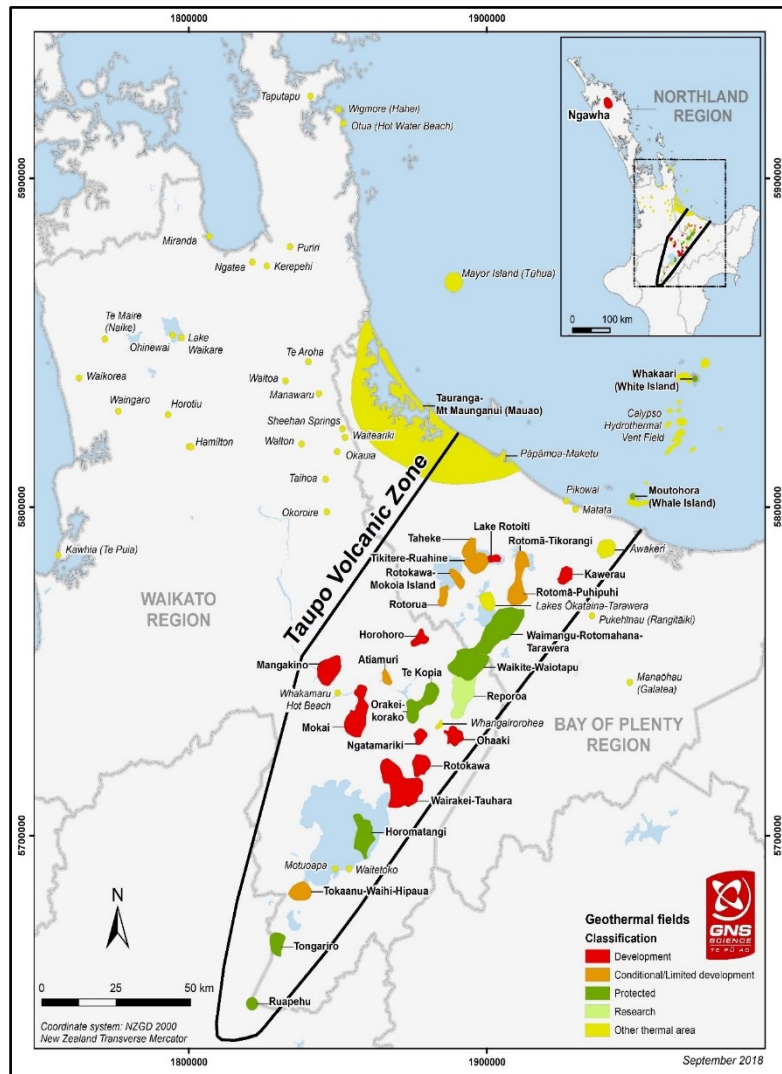 1800000
1900000
Taputapu
Wigmore (Hahei)
Otua (Hot Water Beach)
NORTHLAND
REGION
Ngawha
0 100 km
5900000
5900000
Miranda
Puriri
Ngatea
Kerepehi
Mayor Island (Tūhua)
Te Maire
(Naike)
Ohinewai
Lake
Waikare
Te Aroha
Waikorea
Waitoa
Waingaro
Horotiu
Manawaru
Sheehan Springs
Hamilton
Walton
Waiteariki
Okauia
Tauranga-
Mt Maunganui (Mauao)
Whakaari
(White Island)
Calypso
Hydrothermal
Vent Field
Pāpāmoa-Maketu
Taihoa
Okoroire
Pikowai
Matata
Moutohora
(Whale Island)
5800000
5800000
Kawhia (Te Puia)
Taupo Volcanic Zone
Taheke
Lake Rotoiti
Rotomā-Tikorangi
Awakeri
Tikitere-Ruahine
Rotokawa-
Mokoia Island
Rotorua
Kawerau
Rotomā-Puhipuhi
Lakes Ōkataina-Tarawera
Pukehinau (Rangitāiki)
WAIKATO
REGION
Horohoro
Waimangu-Rotomahana-
Tarawera
Mangakino
Atiamuri
Te Kopia
Waikite-Waiotapu
Whakamaru
Hot Beach
Orakei-
korako
Reporoa
Manaōhau
(Galatea)
Mokai
Whangairorohea
BAY OF PLENTY
REGION
Ngatamariki
Ohaaki
Rotokawa
Wairakei-Tauhara
5700000
5700000
Horomatangi
Motuoapa
Waitetoko
Tokaanu-Waihi-Hipaua
N
Tongariro
Ruapehu
0 25 50 km
Coordinate system: NZGD 2000
New Zealand Transverse Mercator
GNS
SCIENCE
TE PŪ AO
Geothermal fields
Classification
Development
Conditional/Limited development
Protected
Research
Other thermal area
1800000
1900000
September 2018